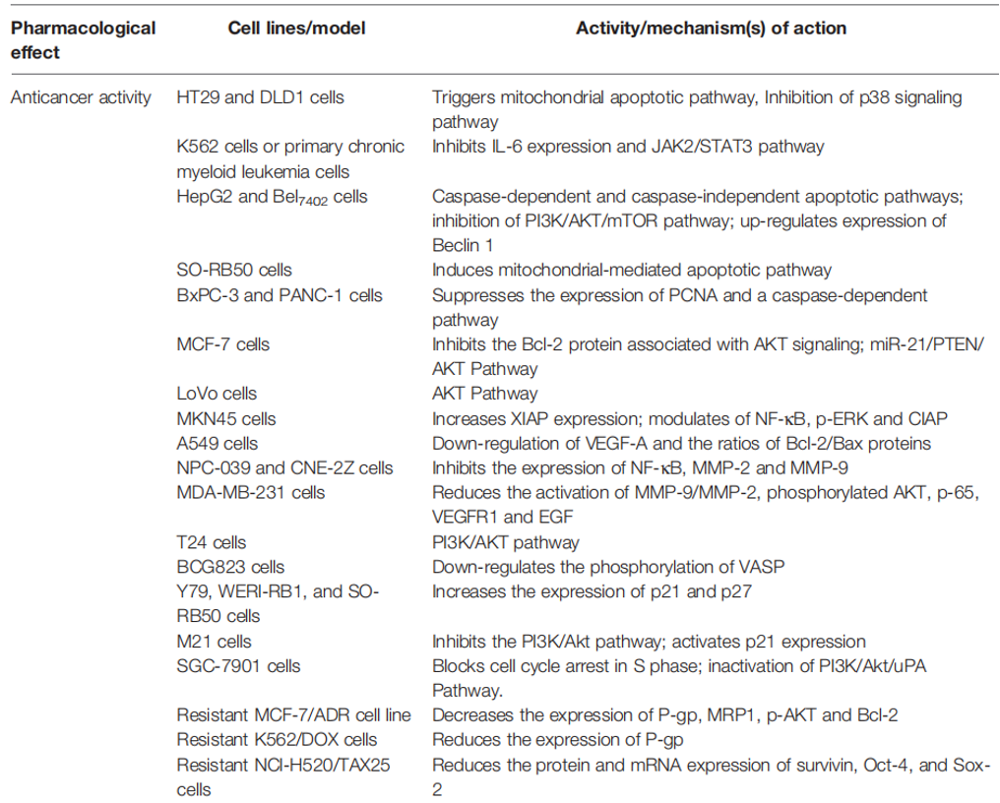 Pharmacological effect Cell lines/model Activity/mechanism(s) of action
Anticancer activity HT29 and DLD1 cells Triggers mitochondrial apoptotic pathway, Inhibition of p38 signaling
pathway
K562 cells or primary chronic Inhibits IL-6 expression and JAK2/STAT3 pathway
myeloid leukemia cells
HepG2 and Bel7402 cells Caspase-dependent and caspase-independent apoptotic pathways;
inhibition of PI3K/AKT/mTOR pathway; up-regulates expression of
Beclin 1
SO-RB50 cells Induces mitochondrial-mediated apoptotic pathway
BxPC-3 and PANC-1 cells Suppresses the expression of PCNA and a caspase-dependent
pathway
MCF-7 cells Inhibits the Bcl-2 protein associated with AKT signaling; miR-21/PTEN/
AKT Pathway
LoVo cells AKT Pathway
MKN45 cells Increases XIAP expression; modulates of NF-κB, p-ERK and CIAP
A549 cells Down-regulation of VEGF-A and the ratios of Bcl-2/Bax proteins
NPC-039 and CNE-2Z cells Inhibits the expression of NF-κB, MMP-2 and MMP-9
MDA-MB-231 cells Reduces the activation of MMP-9/MMP-2, phosphorylated AKT, p-65,
VEGFR1 and EGF
T24 cells PI3K/AKT pathway
BCG823 cells Down-regulates the phosphorylation of VASP
Y79, WERI-RB1, and SO- Increases the expression of p21 and p27
RB50 cells
M21 cells Inhibits the PI3K/Akt pathway; activates p21 expression
SGC-7901 cells Blocks cell cycle arrest in S phase; inactivation of PI3K/Akt/uPA
Pathway.
Resistant MCF-7/ADR cell line Decreases the expression of P-gp, MRP1, p-AKT and Bcl-2
Resistant K562/DOX cells Reduces the expression of P-gp
Resistant NCI-H520/TAX25 Reduces the protein and mRNA expression of survivin, Oct-4, and Sox-
cells 2